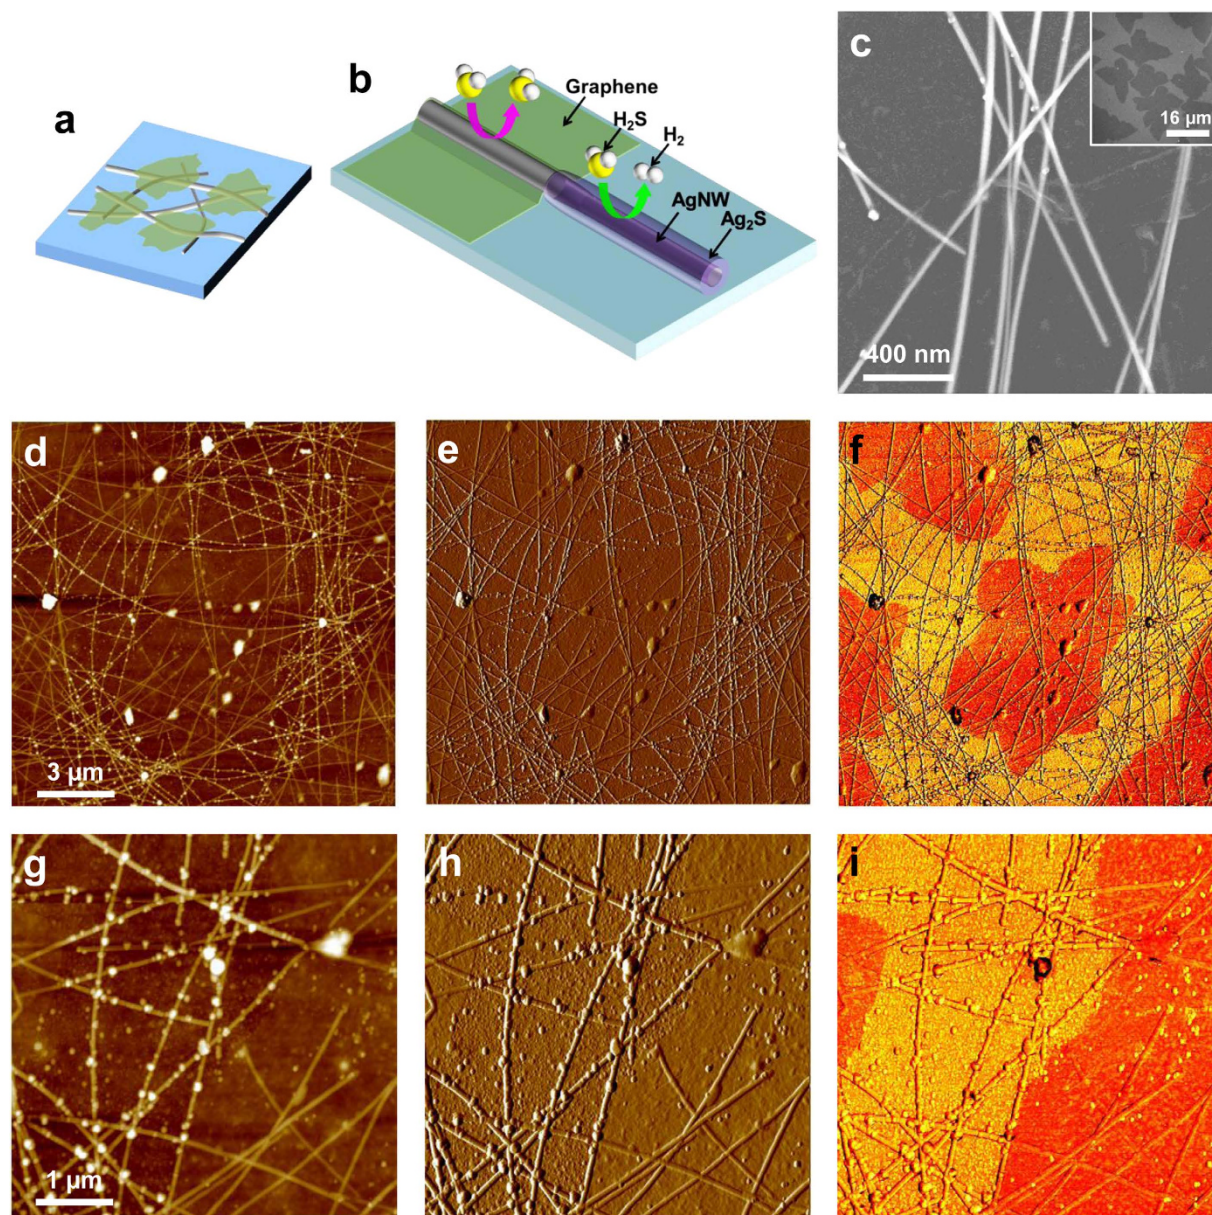 a
b
Graphene
H₂S
H₂
AgNW
Ag₂S
c
16 µm
400 nm
d
3 µm
e
f
g
1 µm
h
i